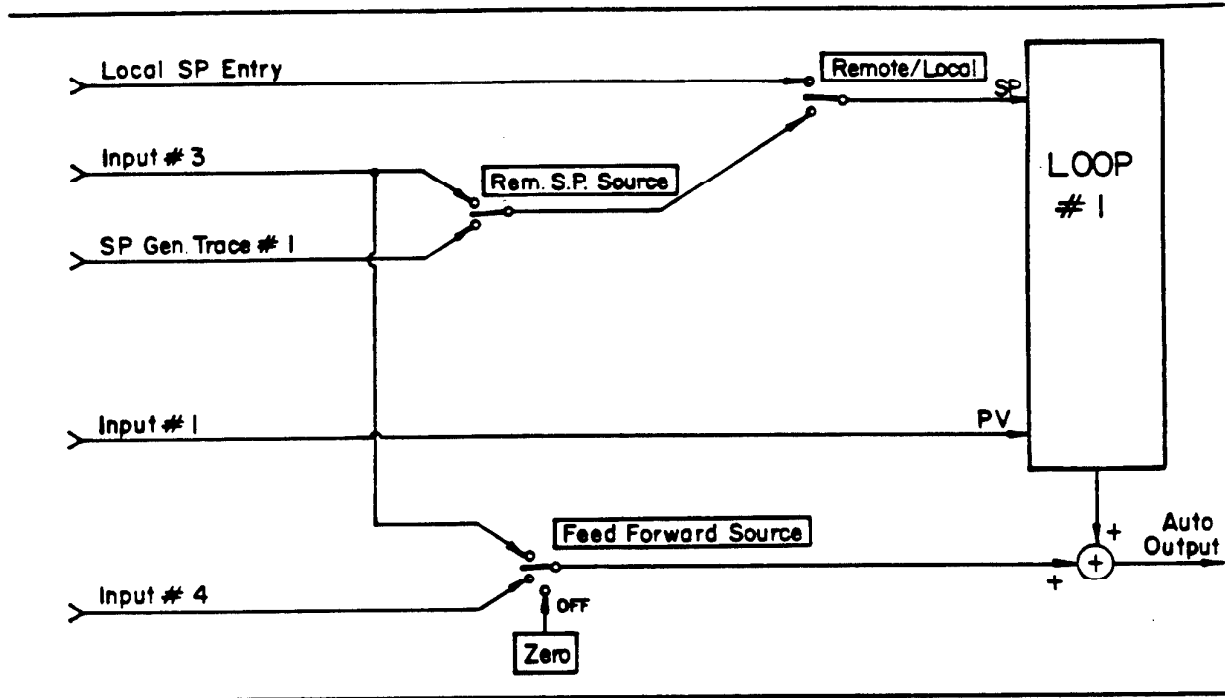 Local SP Entry
Remote/Local
SP
Input # 3
Rem. S.P. Source
LOOP
# 1
SP Gen. Trace # 1
Input # 1
PV
Feed Forward Source
+
Auto
Output
+
+
Input # 4
OFF
Zero